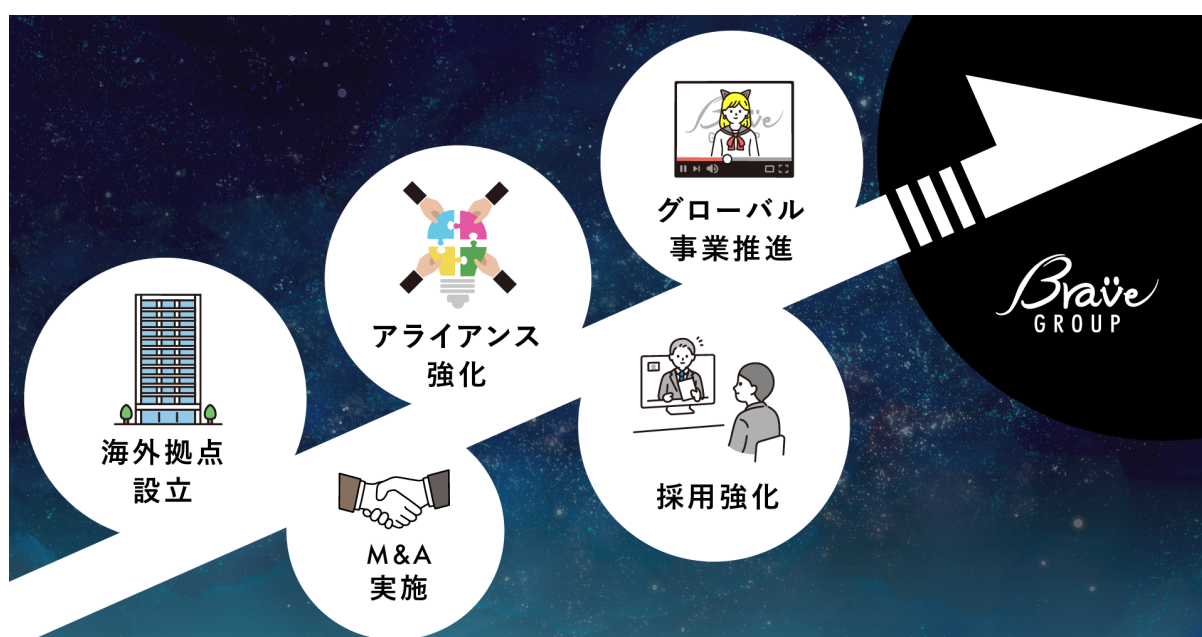 海外拠点
設立
M&A
実施
アライアンス
強化
採用強化
グローバル
事業推進
Brave
GROUP